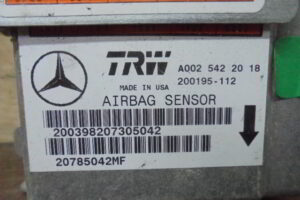 TRW
A002 542 20 18
200195-112
MADE IN USA
AIRBAG SENSOR
200398207305042
20785042MF